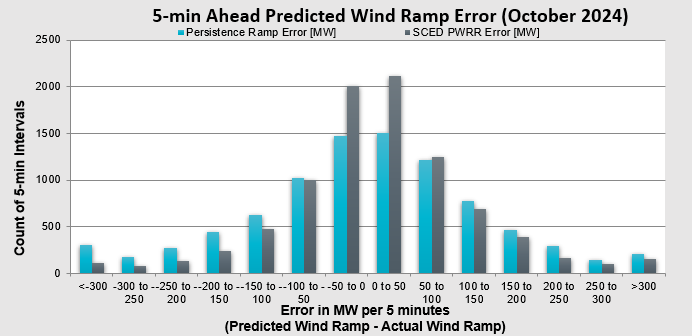 5-min Ahead Predicted Wind Ramp Error (October 2024)
Persistence Ramp Error [MW] SCED PWRR Error [MW]
2500
2000
1500
1000
500
0
Count of 5-min Intervals
<-300 -300 to -250 -250 to -200 -200 to -150 -150 to -100 -100 to -50 -50 to 0 0 to 50 50 to 100 100 to 150 150 to 200 200 to 250 250 to 300 >300
Error in MW per 5 minutes
(Predicted Wind Ramp - Actual Wind Ramp)